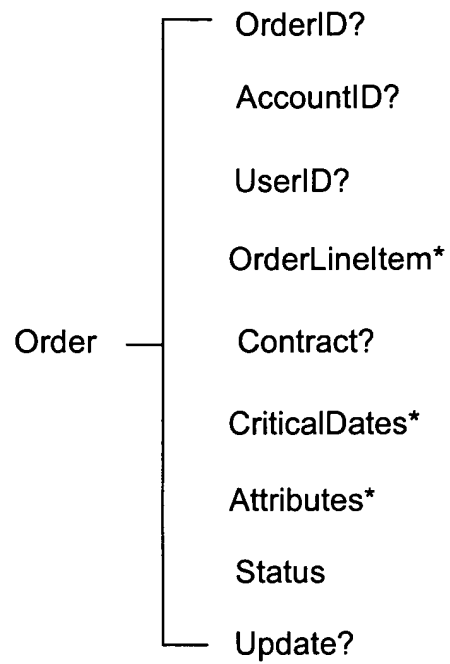 OrderID?
AccountID?
UserID?
OrderLineItem*
Order
Contract?
CriticalDates*
Attributes*
Status
Update?